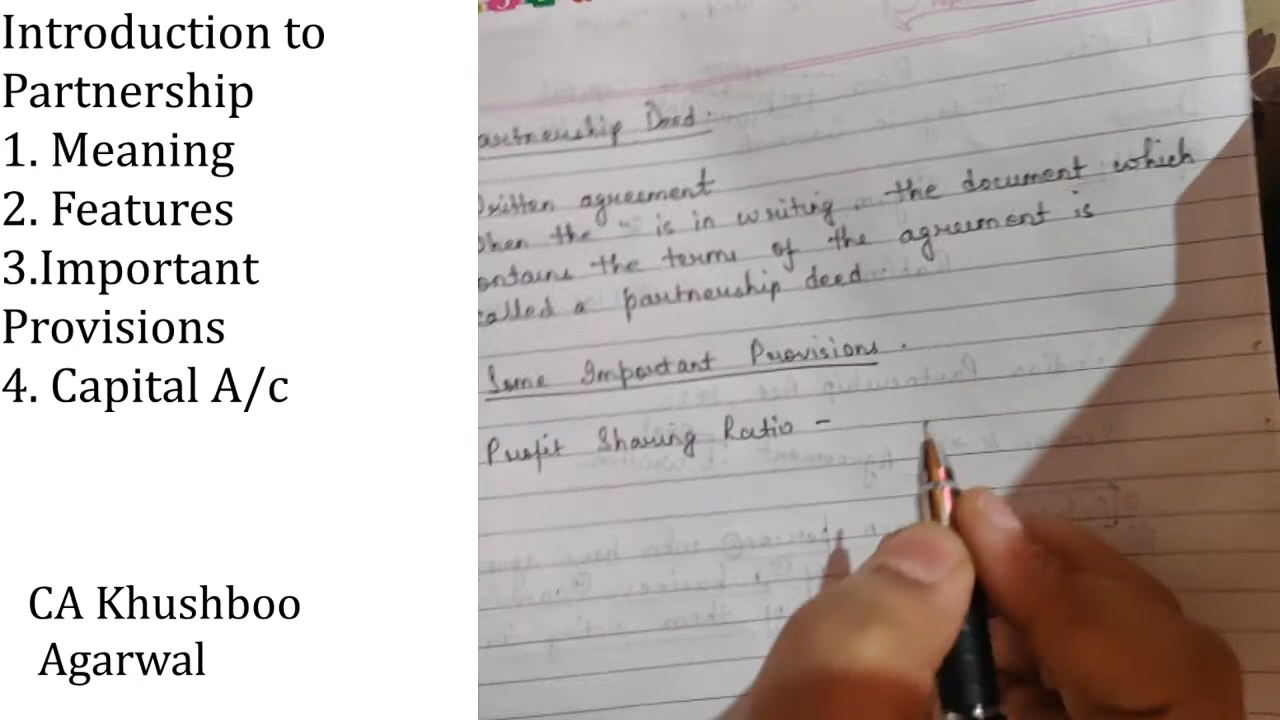 Introduction to
Partnership
1. Meaning
2. Features
3.Important
Provisions
4. Capital A/c
CA Khushboo
Agarwal
artnership Deed.
Written agreement
When the " is in writing, the document which
ontains the terms of the agreement is
called a partnership deed.
Some Important Provisions.
Profit Sharing Ratio -